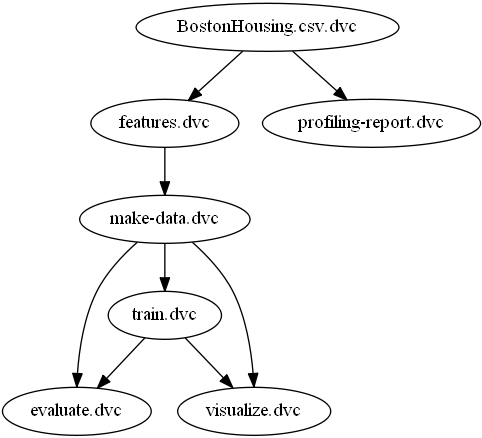 BostonHousing.csv.dvc
features.dvc
profiling-report.dvc
make-data.dvc
train.dvc
evaluate.dvc
visualize.dvc